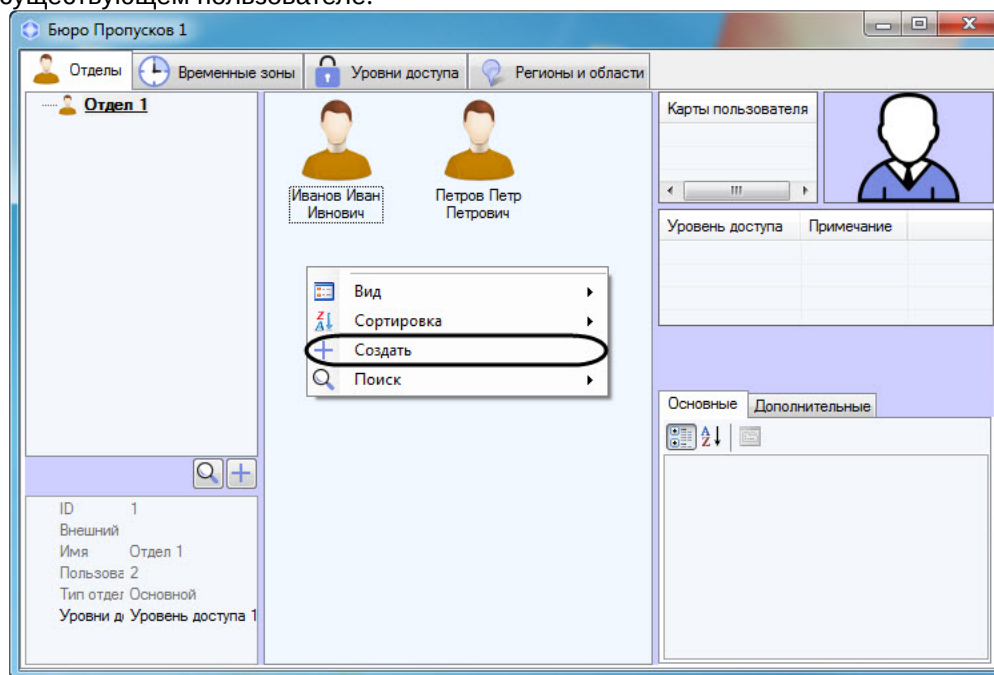 существующем пользователе.
Бюро Пропусков 1
Отделы
Временные зоны
Уровни доступа
Регионы и области
Отдел 1
Иванов Иван
Ивнович
Петров Петр
Петрович
Карты пользователя
Уровень доступа
Примечание
Вид
Сортировка
Создать
Поиск
Основные
Дополнительные
ID 1
Внешний
Имя Отдел 1
Пользова 2
Тип отдел Основной
Уровни д Уровень доступа 1